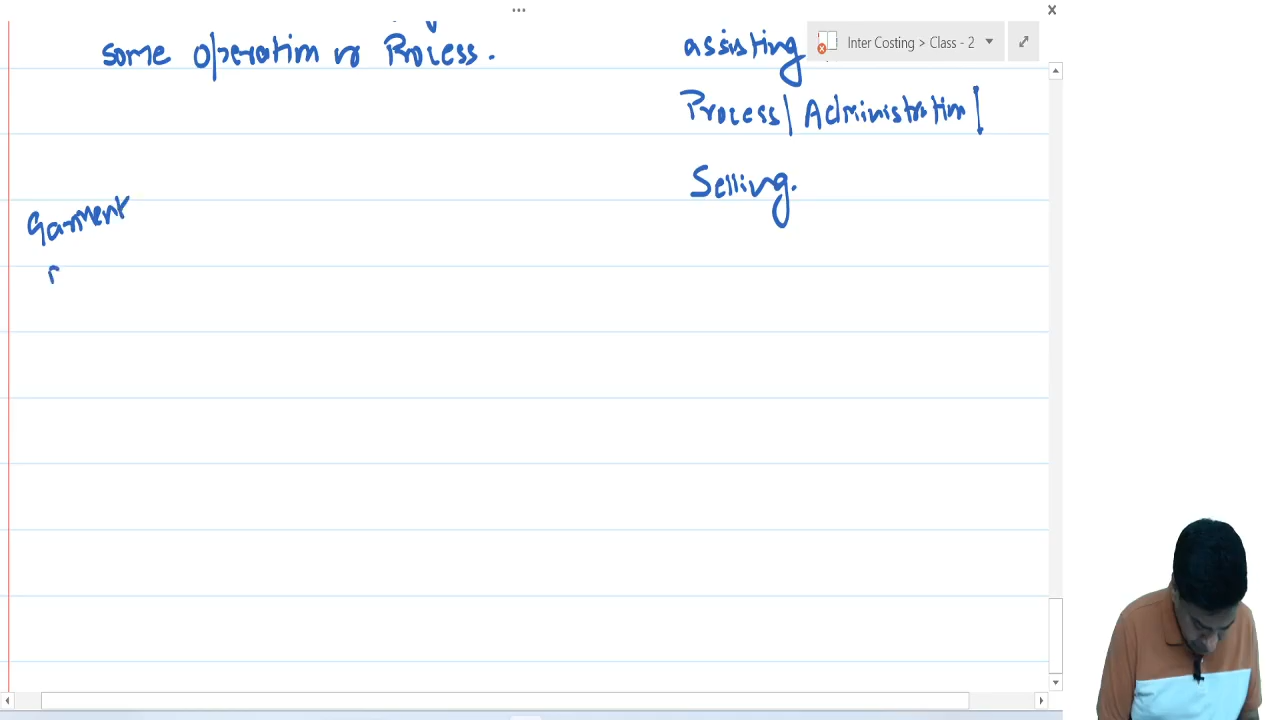 some operation or Process.
assisting
Inter Costing > Class - 2
Process/ Administration/
Selling.
Garment